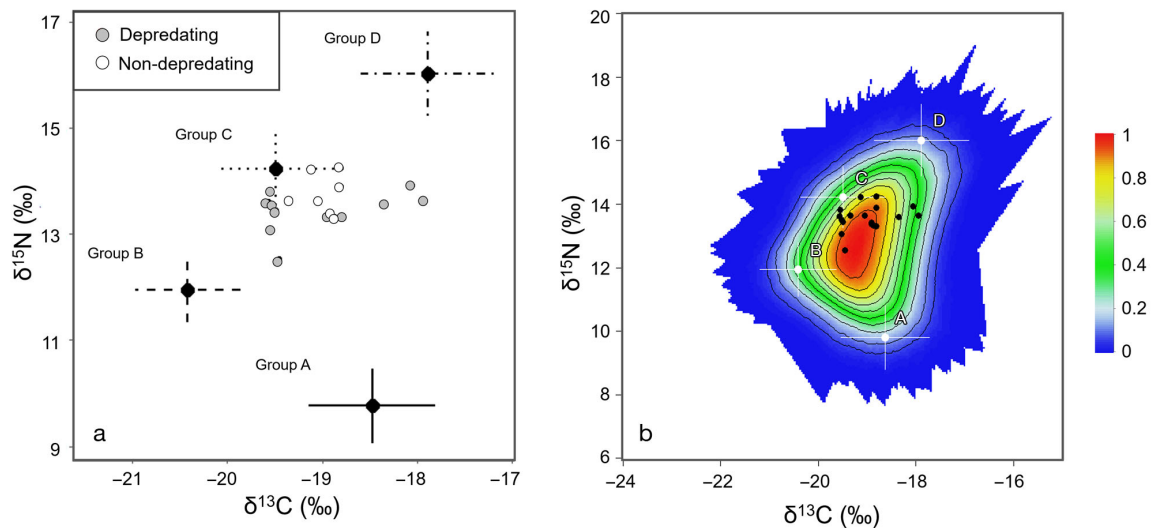 17
15
13
11
9
δ15N (‰)
Depredating
Non-depredating
Group D
Group C
Group B
Group A
a
−21
−20
−19
−18
−17
δ13C (‰)
20
18
16
14
12
10
8
6
δ15N (‰)
D
C
B
A
b
−24
−22
−20
−18
−16
δ13C (‰)
1
0.8
0.6
0.4
0.2
0